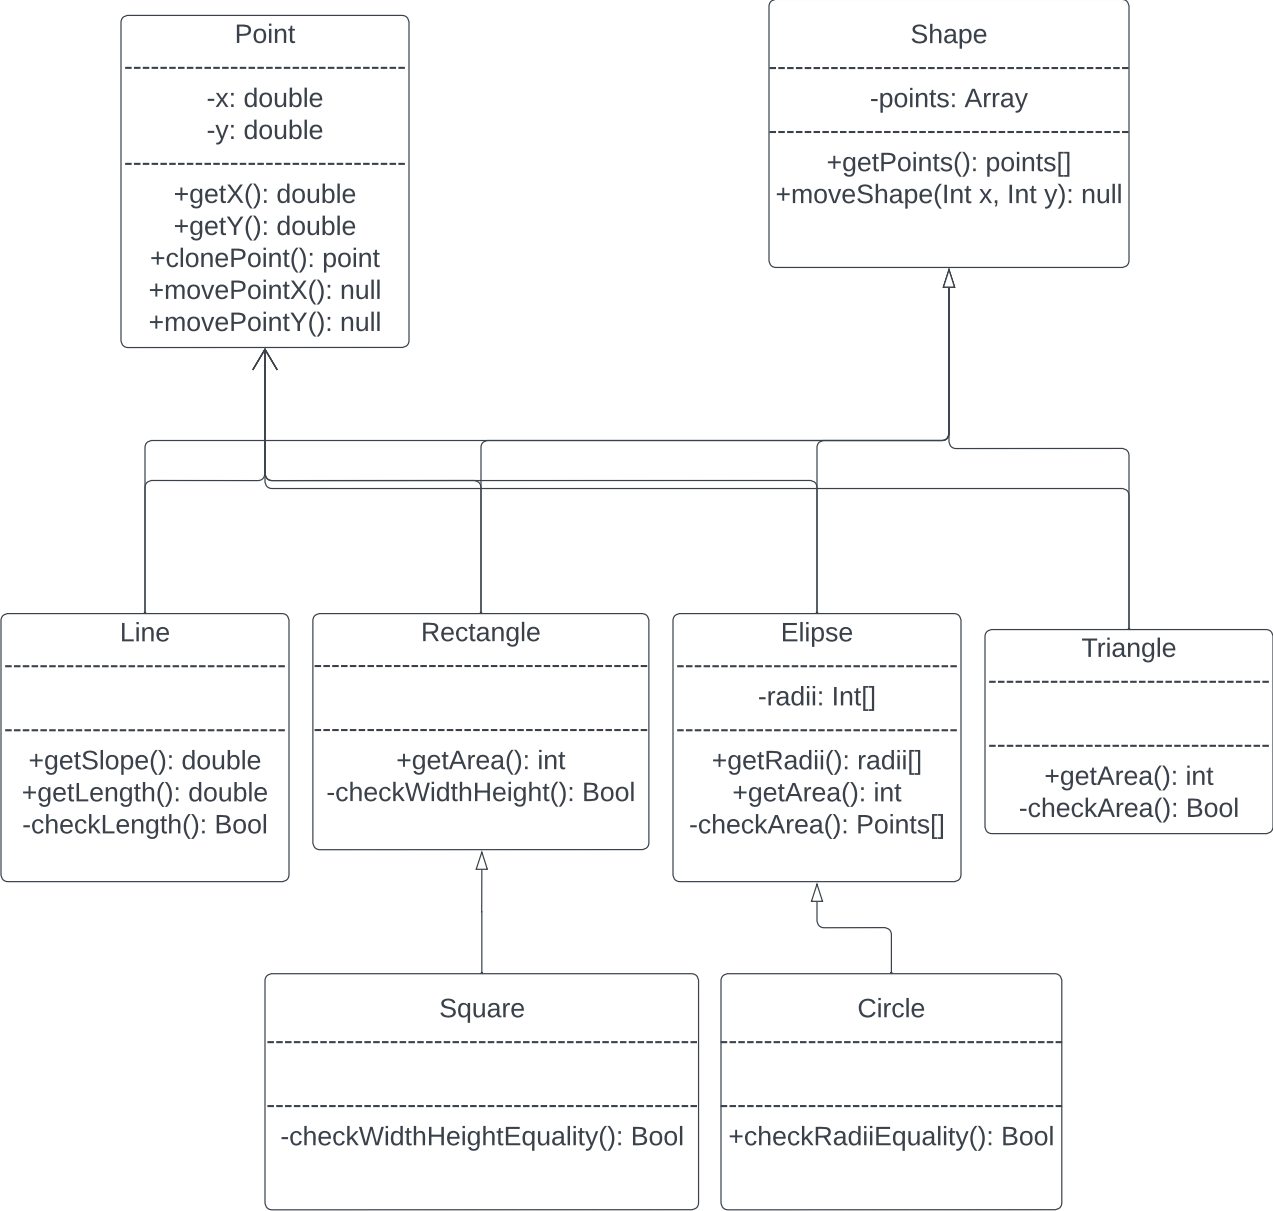 Point
-x: double
-y: double
+getX(): double
+getY(): double
+clonePoint(): point
+movePointX(): null
+movePointY(): null
Shape
-points: Array
+getPoints(): points[]
+moveShape(Int x, Int y): null
Line
+getSlope(): double
+getLength(): double
-checkLength(): Bool
Rectangle
+getArea(): int
-checkWidthHeight(): Bool
Elipse
-radii: Int[]
+getRadii(): radii[]
+getArea(): int
-checkArea(): Points[]
Triangle
+getArea(): int
-checkArea(): Bool
Square
-checkWidthHeightEquality(): Bool
Circle
+checkRadiiEquality(): Bool